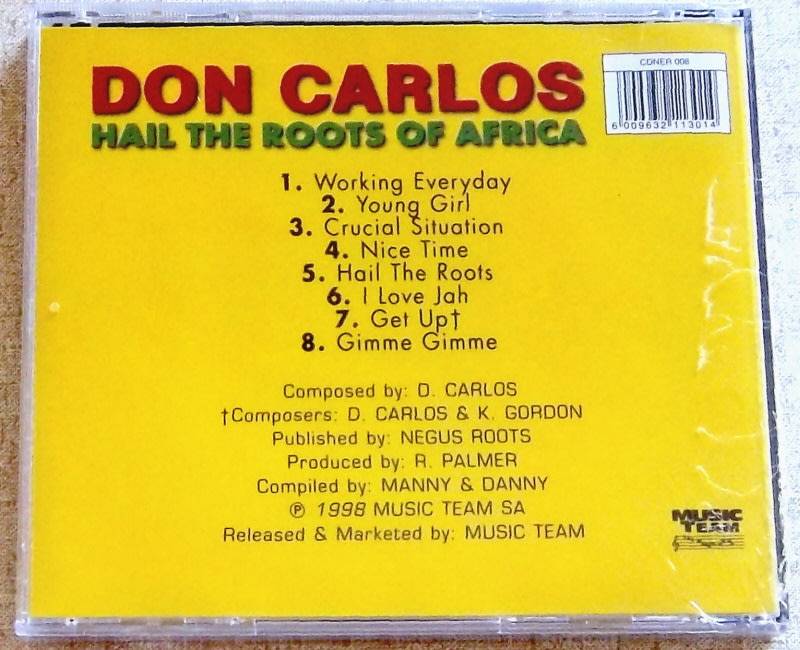 CDNER 008
6 009632 113014
DON CARLOS
HAIL THE ROOTS OF AFRICA
1. Working Everyday
2. Young Girl
3. Crucial Situation
4. Nice Time
5. Hail The Roots
6. I Love Jah
7. Get Up†
8. Gimme Gimme
Composed by: D. CARLOS
†Composers: D. CARLOS & K. GORDON
Published by: NEGUS ROOTS
Produced by: R. PALMER
Compiled by: MANNY & DANNY
℗ 1998 MUSIC TEAM SA
Released & Marketed by: MUSIC TEAM
MUSIC
TEAM